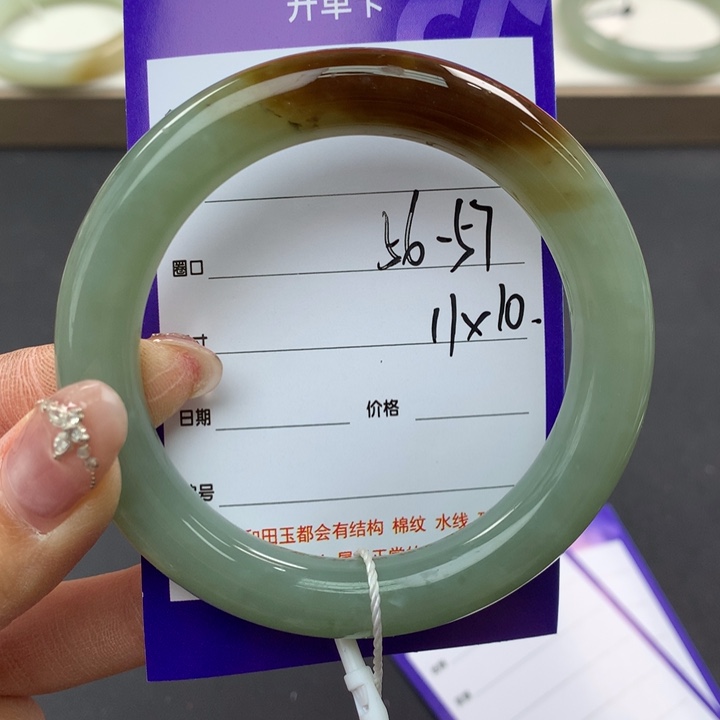 开单卡
56-57
圈口
11x10.
寸
日期 价格
号
和田玉都会有结构 棉纹 水线